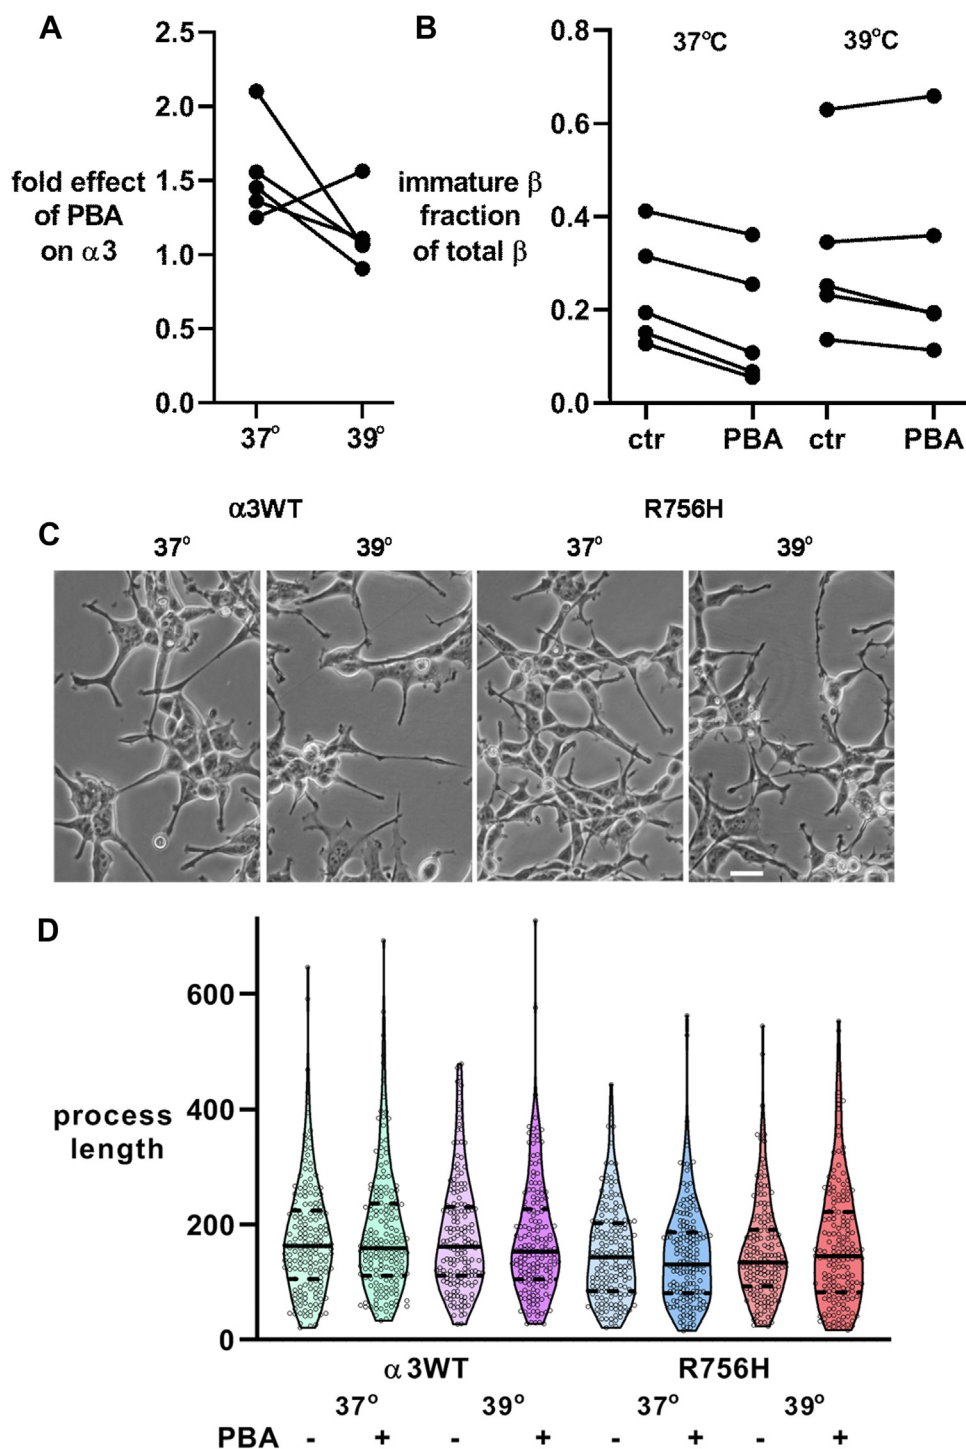 A
2.5
2.0
1.5
1.0
0.5
0.0
fold effect
of PBA
on α3
37°
39°
B
0.8
0.6
0.4
0.2
0.0
37°C
39°C
immature β
fraction
of total β
ctr
PBA
ctr
PBA
α3WT
R756H
C
37°
39°
37°
39°
D
600
400
200
0
process
length
α3WT
R756H
37°
39°
37°
39°
PBA - + - + - + - +